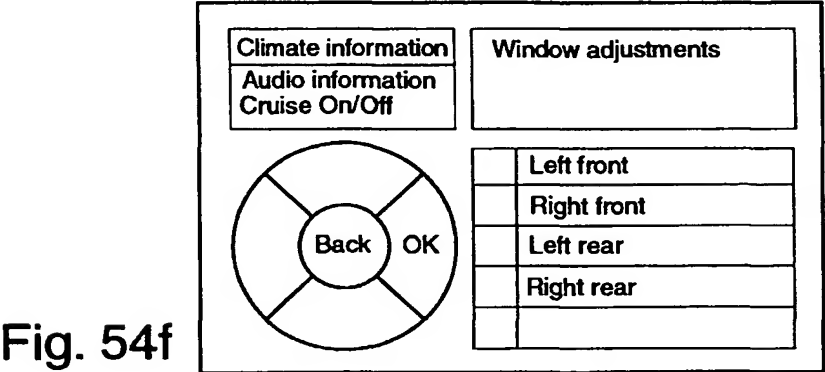 Climate information
Audio information
Cruise On/Off
Window adjustments
Back
OK
Left front
Right front
Left rear
Right rear
Fig. 54f